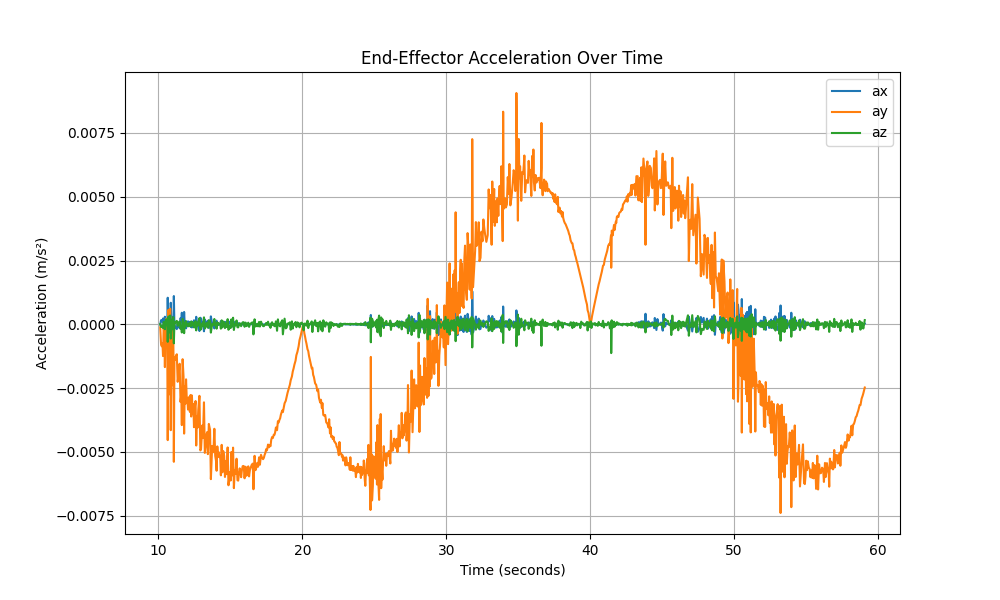 End-Effector Acceleration Over Time
ax
ay
az
Acceleration (m/s²)
0.0075
0.0050
0.0025
0.0000
−0.0025
−0.0050
−0.0075
10 20 30 40 50 60
Time (seconds)